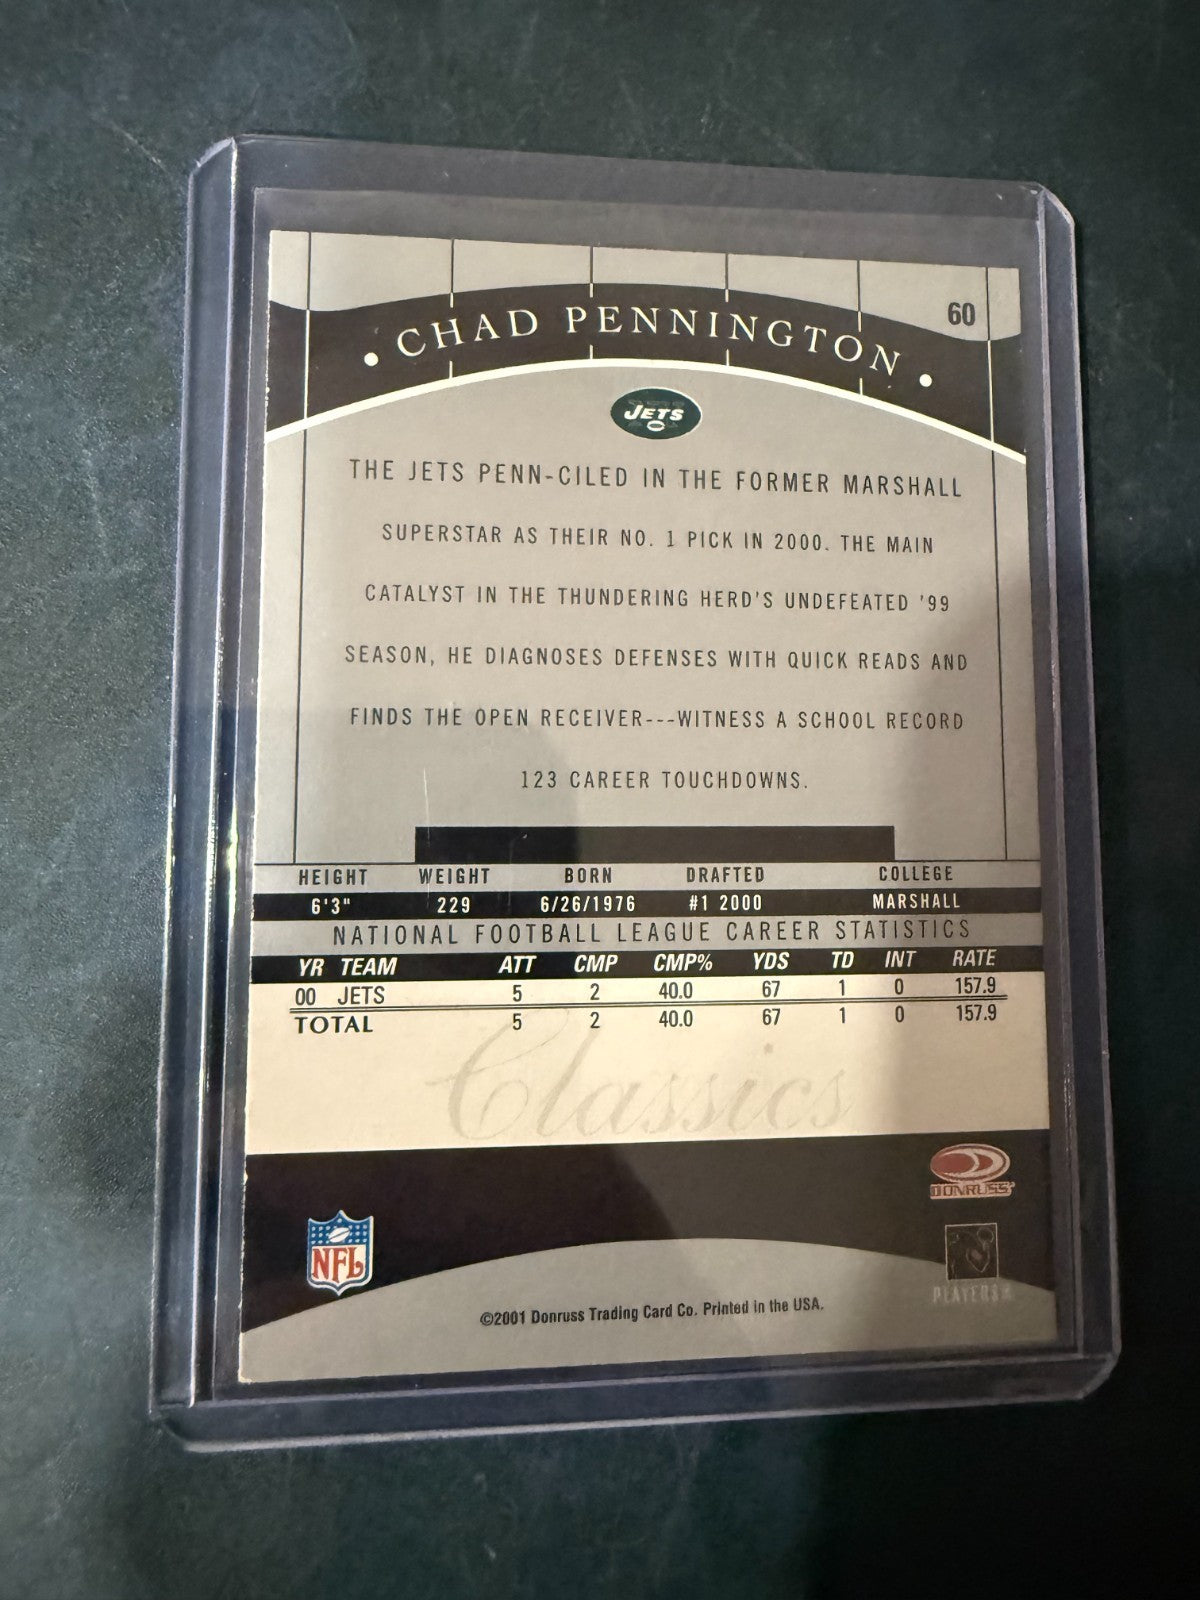 60
• CHAD PENNINGTON •
JETS
THE JETS PENN-CILED IN THE FORMER MARSHALL
SUPERSTAR AS THEIR NO. 1 PICK IN 2000. THE MAIN
CATALYST IN THE THUNDERING HERD'S UNDEFEATED '99
SEASON, HE DIAGNOSES DEFENSES WITH QUICK READS AND
FINDS THE OPEN RECEIVER---WITNESS A SCHOOL RECORD
123 CAREER TOUCHDOWNS.
HEIGHT WEIGHT BORN DRAFTED COLLEGE
6'3" 229 6/26/1976 #1 2000 MARSHALL
NATIONAL FOOTBALL LEAGUE CAREER STATISTICS
YR TEAM ATT CMP CMP% YDS TD INT RATE
00 JETS 5 2 40.0 67 1 0 157.9
TOTAL 5 2 40.0 67 1 0 157.9
Classics
DONRUSS
NFL
PLAYERS
©2001 Donruss Trading Card Co. Printed in the USA.